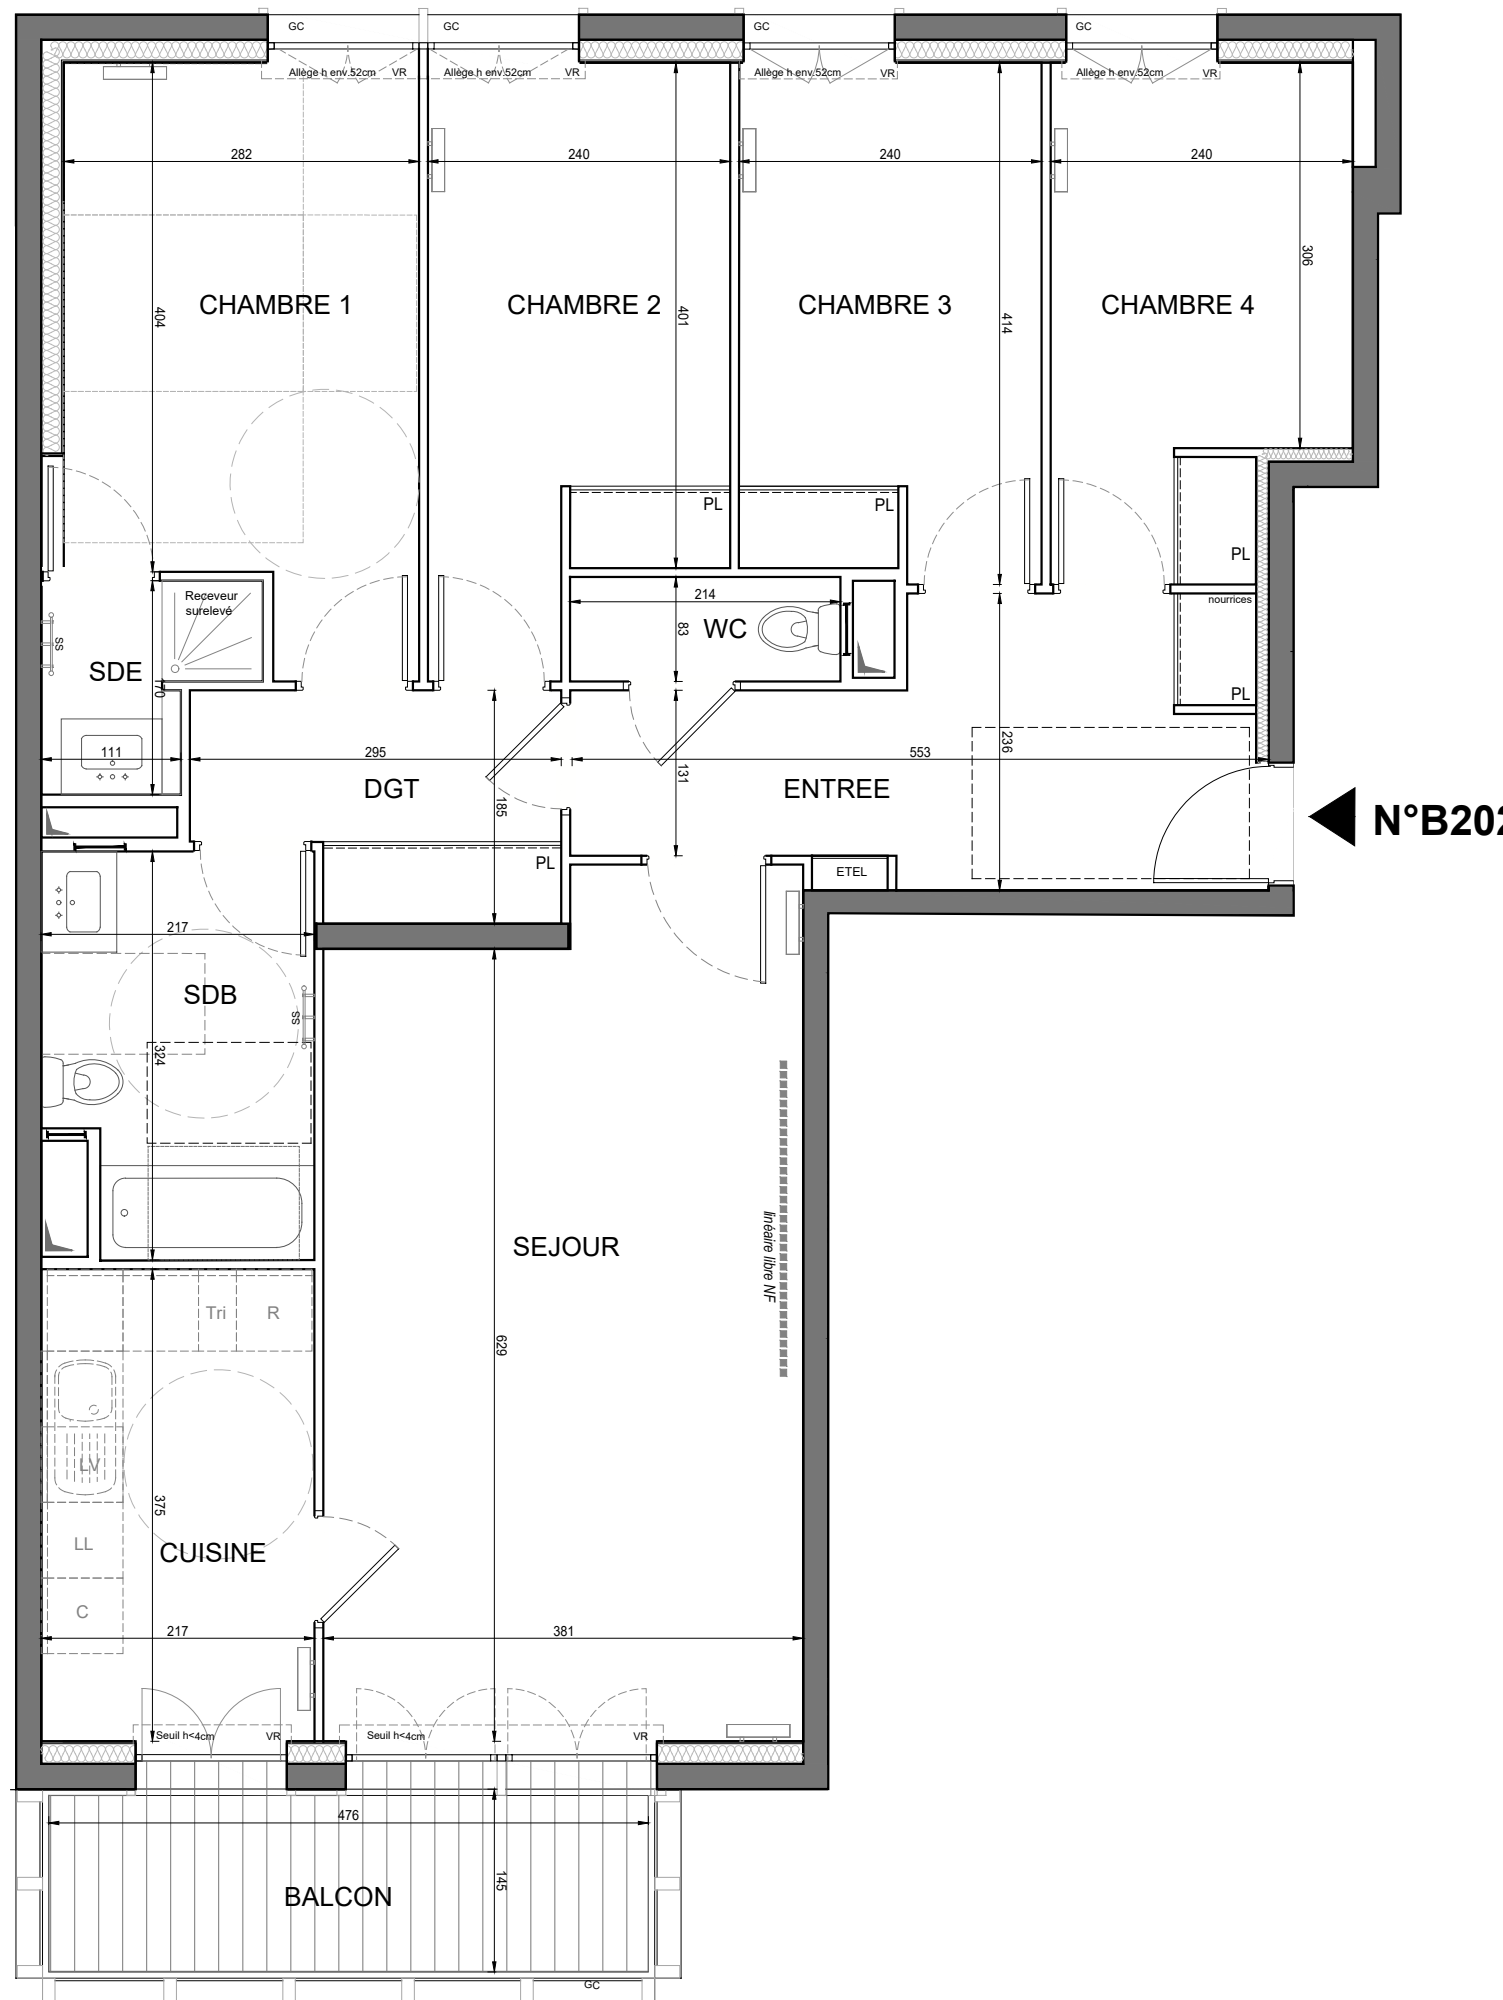 GC
GC
GC
GC
Allège h env.52cm
VR
Allège h env.52cm
VR
Allège h env.52cm
VR
Allège h env.52cm
VR
282
240
240
240
306
404
CHAMBRE 1
CHAMBRE 2
401
CHAMBRE 3
414
CHAMBRE 4
PL
PL
PL
Receveur
surelevé
SS
SDE
170
214
83
WC
nourrices
PL
111
295
553
131
236
DGT
185
ENTREE
N°B202
PL
ETEL
217
SDB
SS
324
linéaire libre NF
SEJOUR
Tri
R
629
LV
375
LL
CUISINE
C
217
381
Seuil h<4cm
VR
Seuil h<4cm
VR
476
145
BALCON
GC